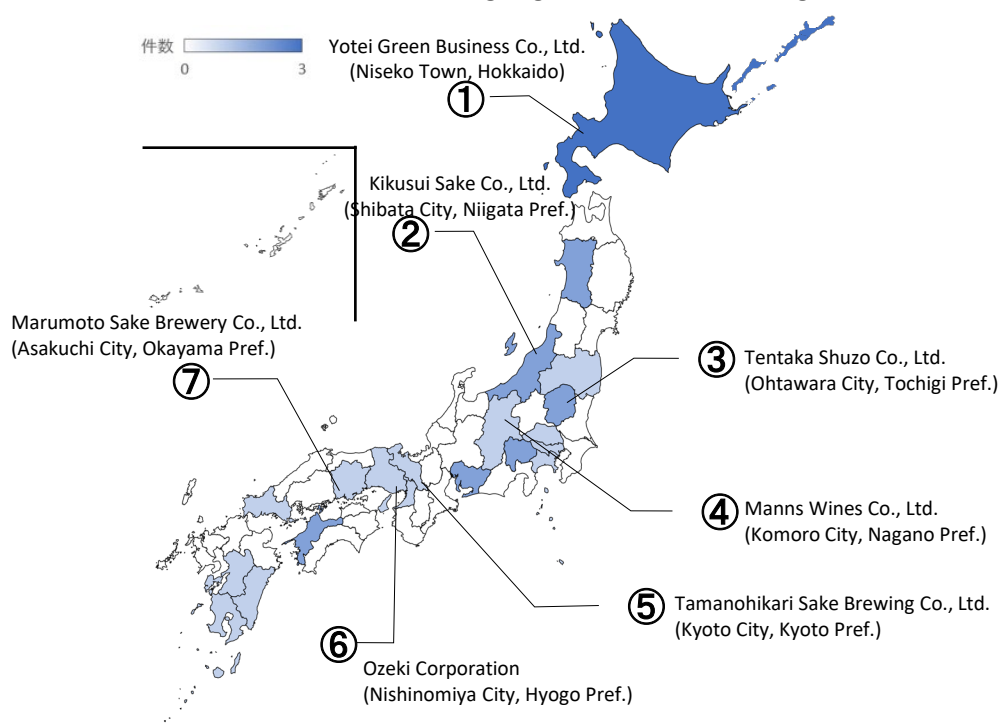 件数
0 3
Yotei Green Business Co., Ltd.
(Niseko Town, Hokkaido)
①
Kikusui Sake Co., Ltd.
(Shibata City, Niigata Pref.)
②
Marumoto Sake Brewery Co., Ltd.
(Asakuchi City, Okayama Pref.)
⑦
③ Tentaka Shuzo Co., Ltd.
(Ohtawara City, Tochigi Pref.)
④ Manns Wines Co., Ltd.
(Komoro City, Nagano Pref.)
⑤ Tamanohikari Sake Brewing Co., Ltd.
(Kyoto City, Kyoto Pref.)
⑥
Ozeki Corporation
(Nishinomiya City, Hyogo Pref.)